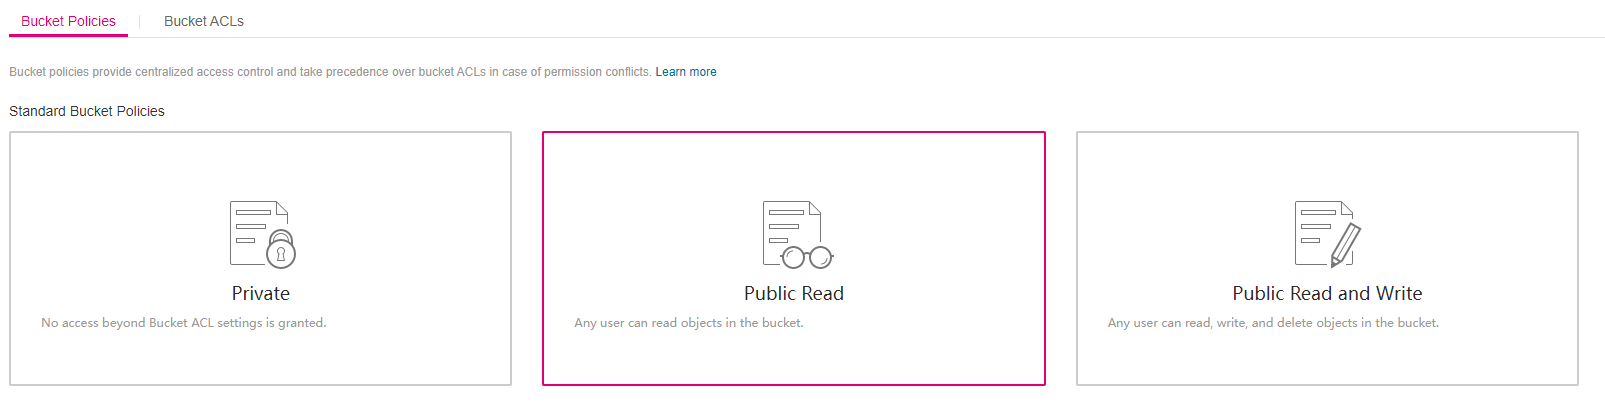 Bucket Policies
Bucket ACLs
Bucket policies provide centralized access control and take precedence over bucket ACLs in case of permission conflicts. Learn more
Standard Bucket Policies
Private
No access beyond Bucket ACL settings is granted.
Public Read
Any user can read objects in the bucket.
Public Read and Write
Any user can read, write, and delete objects in the bucket.